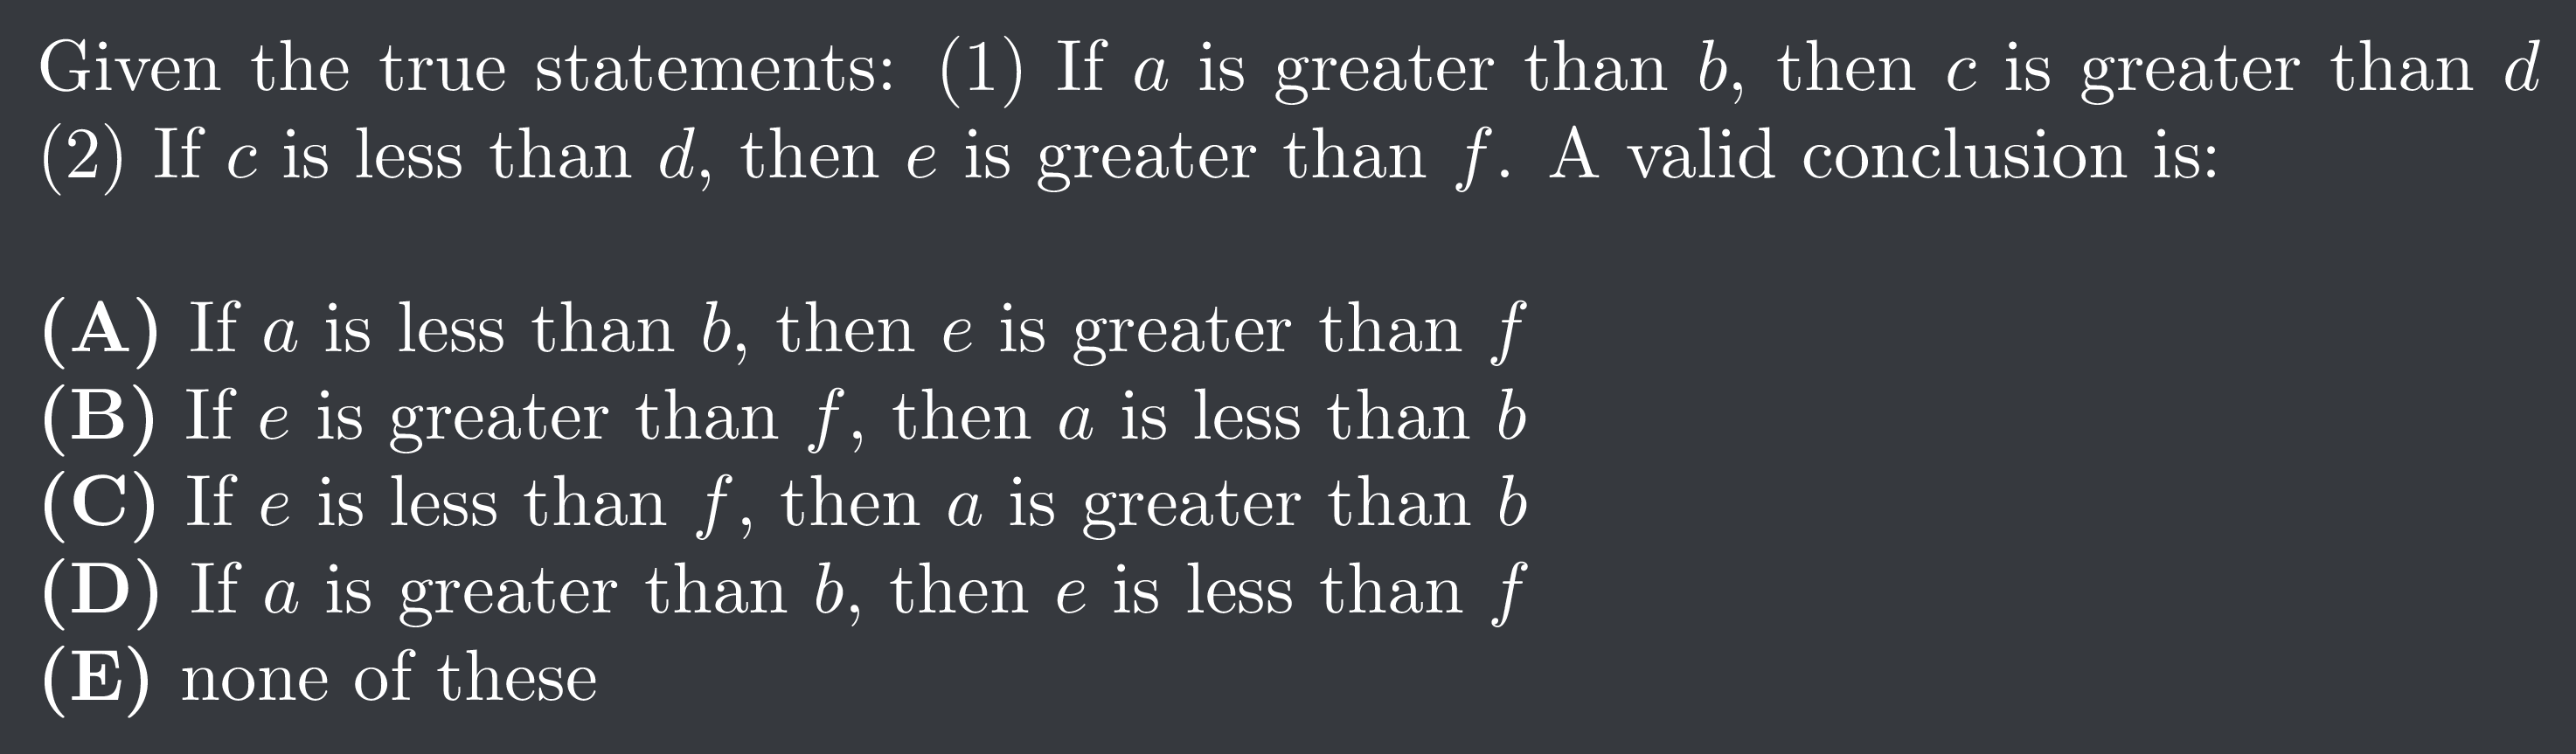 Given the true statements: (1) If a is greater than b, then c is greater than d
(2) If c is less than d, then e is greater than f. A valid conclusion is:
(A) If a is less than b, then e is greater than f
(B) If e is greater than f, then a is less than b
(C) If e is less than f, then a is greater than b
(D) If a is greater than b, then e is less than f
(E) none of these